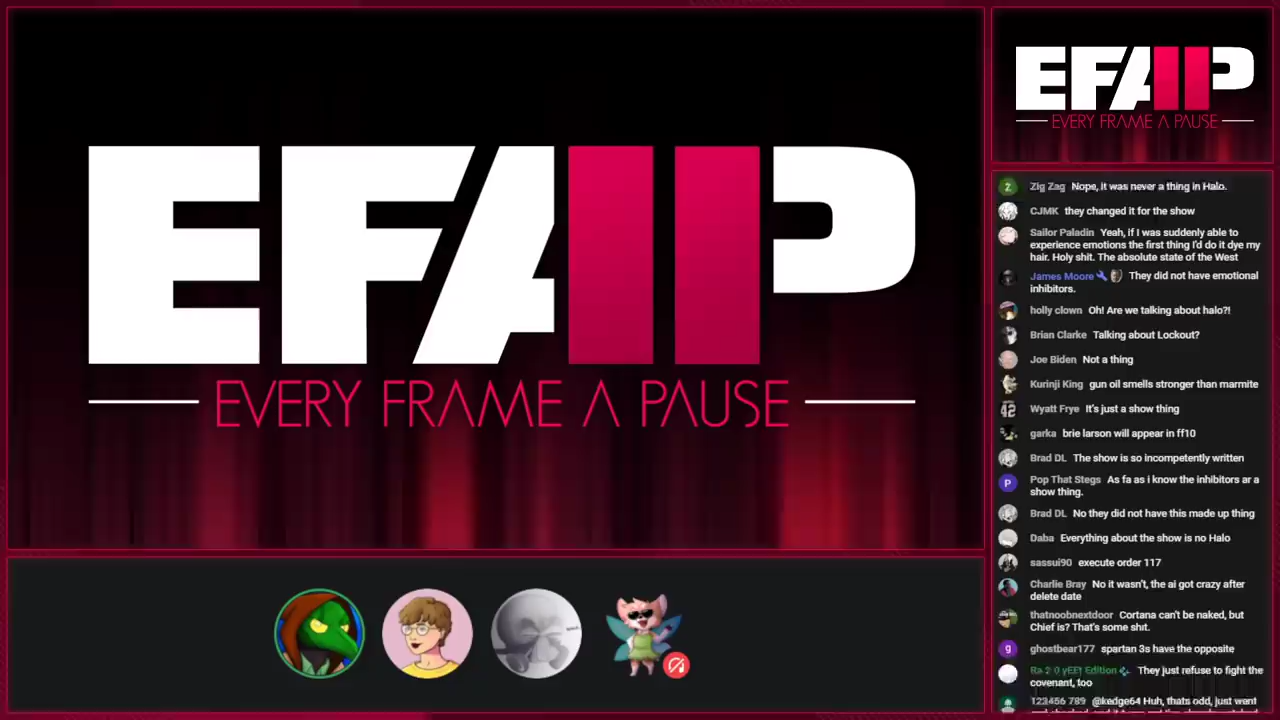 EFAP
EVERY FRAME A PAUSE
EFAP
EVERY FRAME A PAUSE
Z Zig Zag Nope, it was never a thing in Halo.
CJMK they changed it for the show
Sailor Paladin Yeah, if I was suddenly able to
experience emotions the first thing I'd do it dye my
hair. Holy shit. The absolute state of the West
James Moore They did not have emotional
inhibitors.
holly clown Oh! Are we talking about halo?!
Brian Clarke Talking about Lockout?
Joe Biden Not a thing
Kurinji King gun oil smells stronger than marmite
42 Wyatt Frye It's just a show thing
garka brie larson will appear in ff10
Brad DL The show is so incompetently written
P Pop That Stegs As fa as i know the inhibitors ar a
show thing.
Brad DL No they did not have this made up thing
Daba Everything about the show is no Halo
sassui90 execute order 117
Charlie Bray No it wasn't, the ai got crazy after
delete date
thatnoobnextdoor Cortana can't be naked, but
Chief is? That's some shit.
g ghostbear177 spartan 3s have the opposite
Edition They just refuse to fight the
covenant, too
123456 789 @kedge64 Huh, thats odd, just went